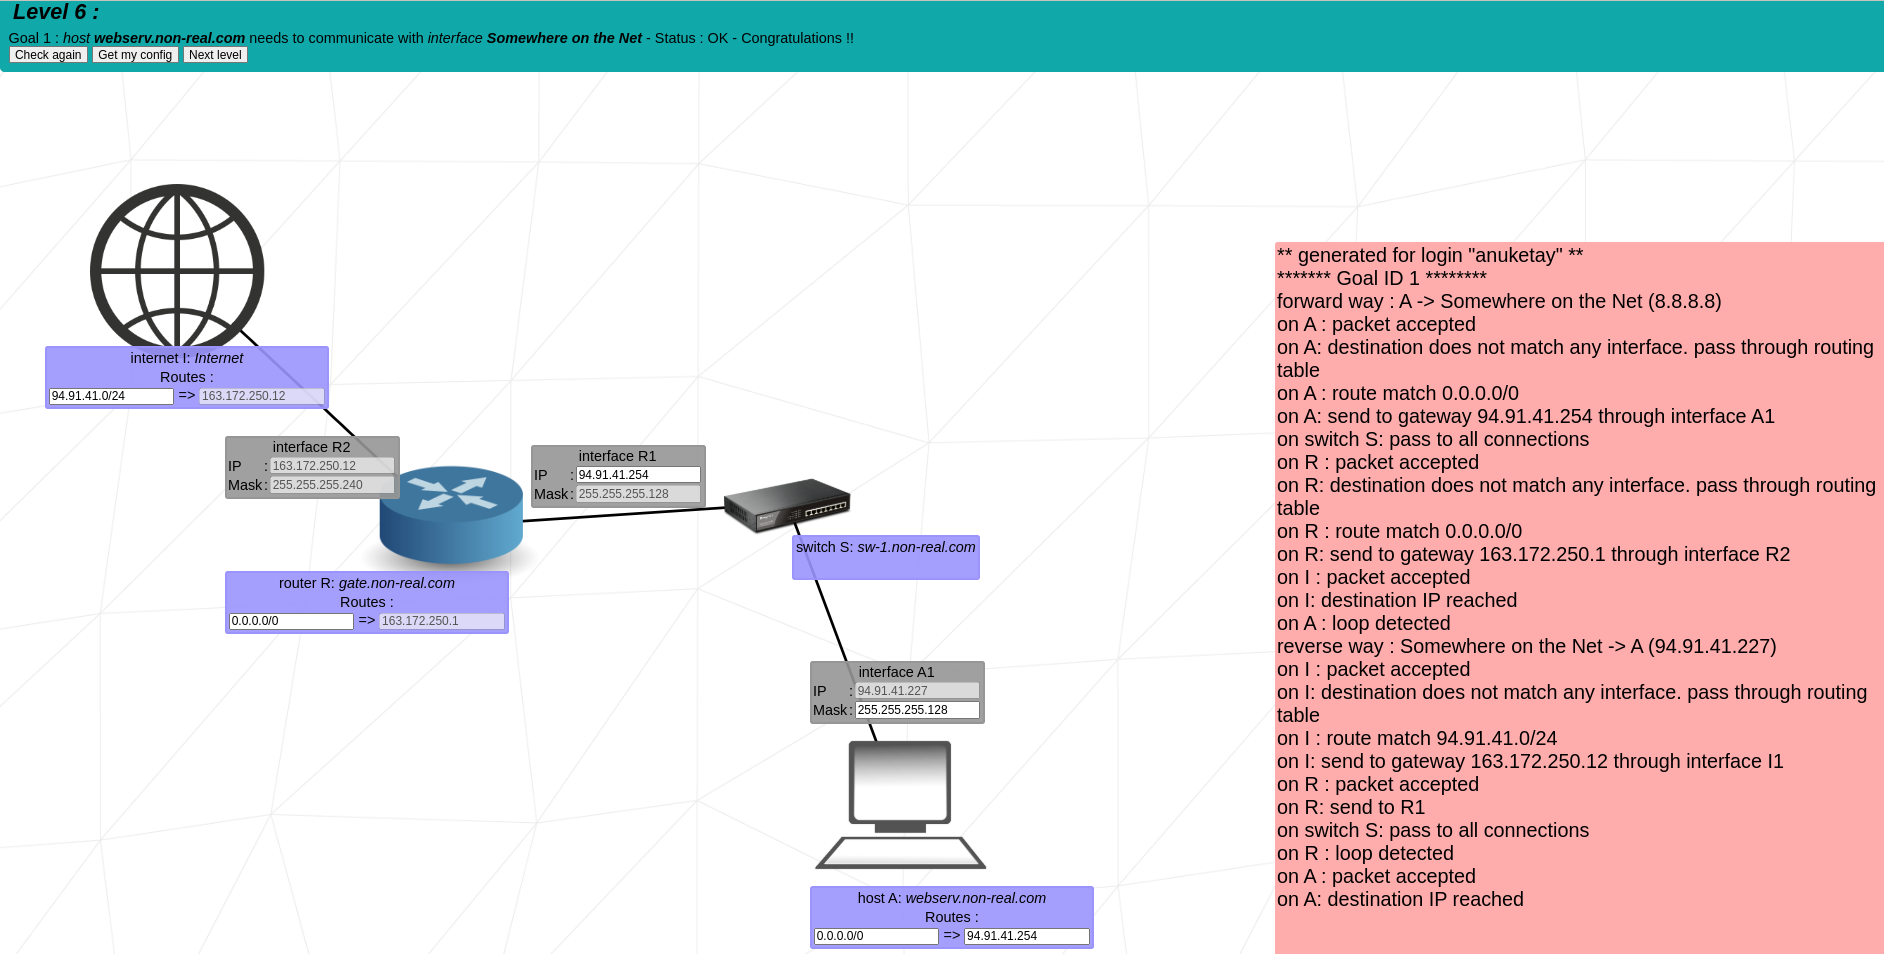 Level 6 :
Goal 1 : host webserv.non-real.com needs to communicate with interface Somewhere on the Net - Status : OK - Congratulations !!
Check again Get my config Next level
internet I: Internet
Routes :
94.91.41.0/24 => 163.172.250.12
interface R2
IP : 163.172.250.12
Mask : 255.255.255.240
interface R1
IP : 94.91.41.254
Mask : 255.255.255.128
switch S: sw-1.non-real.com
router R: gate.non-real.com
Routes :
0.0.0.0/0 => 163.172.250.1
interface A1
IP : 94.91.41.227
Mask : 255.255.255.128
host A: webserv.non-real.com
Routes :
0.0.0.0/0 => 94.91.41.254
** generated for login "anuketay" **
******* Goal ID 1 ********
forward way : A -> Somewhere on the Net (8.8.8.8)
on A : packet accepted
on A: destination does not match any interface. pass through routing
table
on A : route match 0.0.0.0/0
on A: send to gateway 94.91.41.254 through interface A1
on switch S: pass to all connections
on R : packet accepted
on R: destination does not match any interface. pass through routing
table
on R : route match 0.0.0.0/0
on R: send to gateway 163.172.250.1 through interface R2
on I : packet accepted
on I: destination IP reached
on A : loop detected
reverse way : Somewhere on the Net -> A (94.91.41.227)
on I : packet accepted
on I: destination does not match any interface. pass through routing
table
on I : route match 94.91.41.0/24
on I: send to gateway 163.172.250.12 through interface I1
on R : packet accepted
on R: send to R1
on switch S: pass to all connections
on R : loop detected
on A : packet accepted
on A: destination IP reached